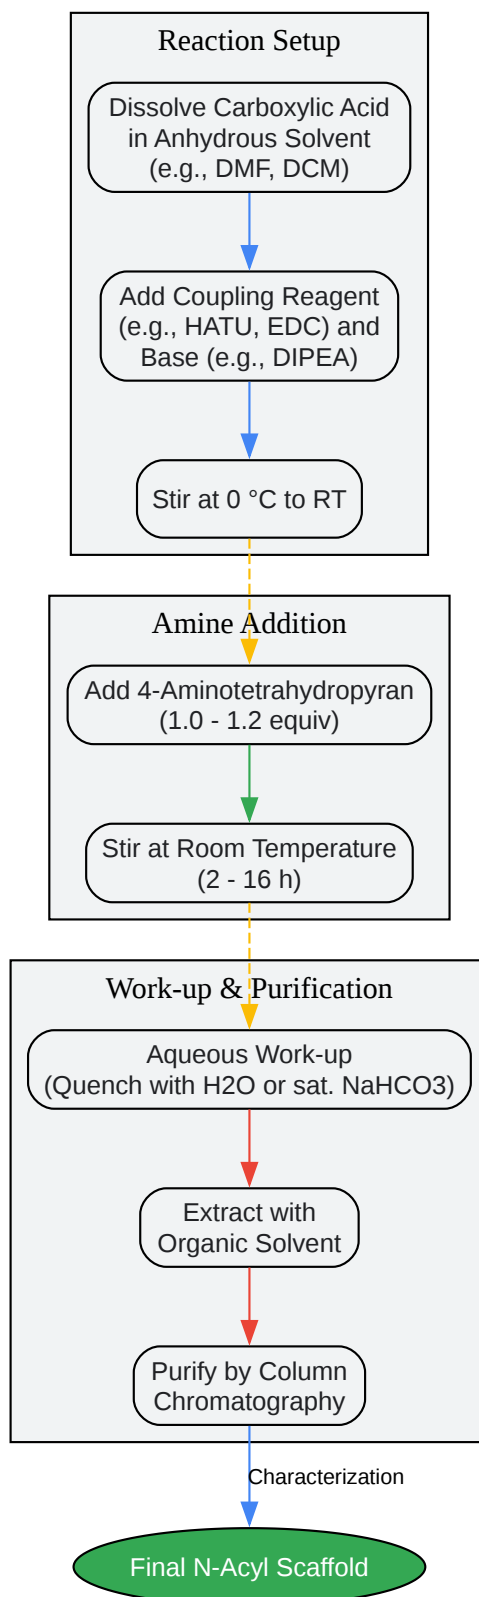 Reaction Setup
Dissolve Carboxylic Acid
in Anhydrous Solvent
(e.g., DMF, DCM)
Add Coupling Reagent
(e.g., HATU, EDC) and
Base (e.g., DIPEA)
Stir at 0 °C to RT
Amine Addition
Add 4-Aminotetrahydropyran
(1.0 - 1.2 equiv)
Stir at Room Temperature
(2 - 16 h)
Work-up & Purification
Aqueous Work-up
(Quench with H2O or sat. NaHCO3)
Extract with
Organic Solvent
Purify by Column
Chromatography
Characterization
Final N-Acyl Scaffold